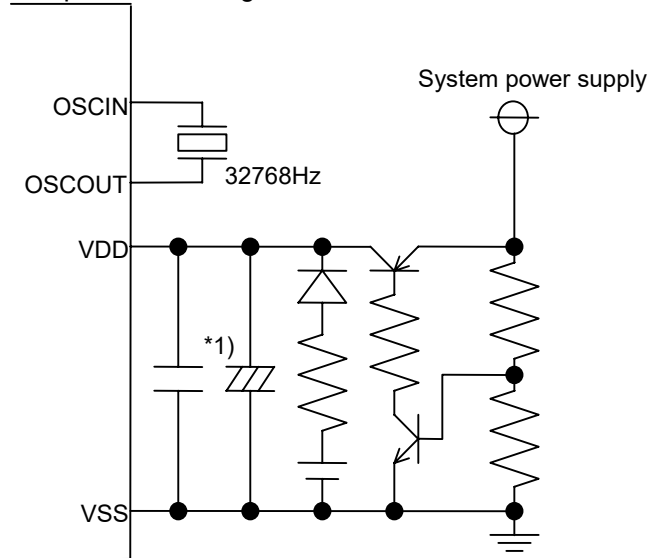 System power supply
OSCIN
OSCOUT
32768Hz
VDD
*1)
VSS